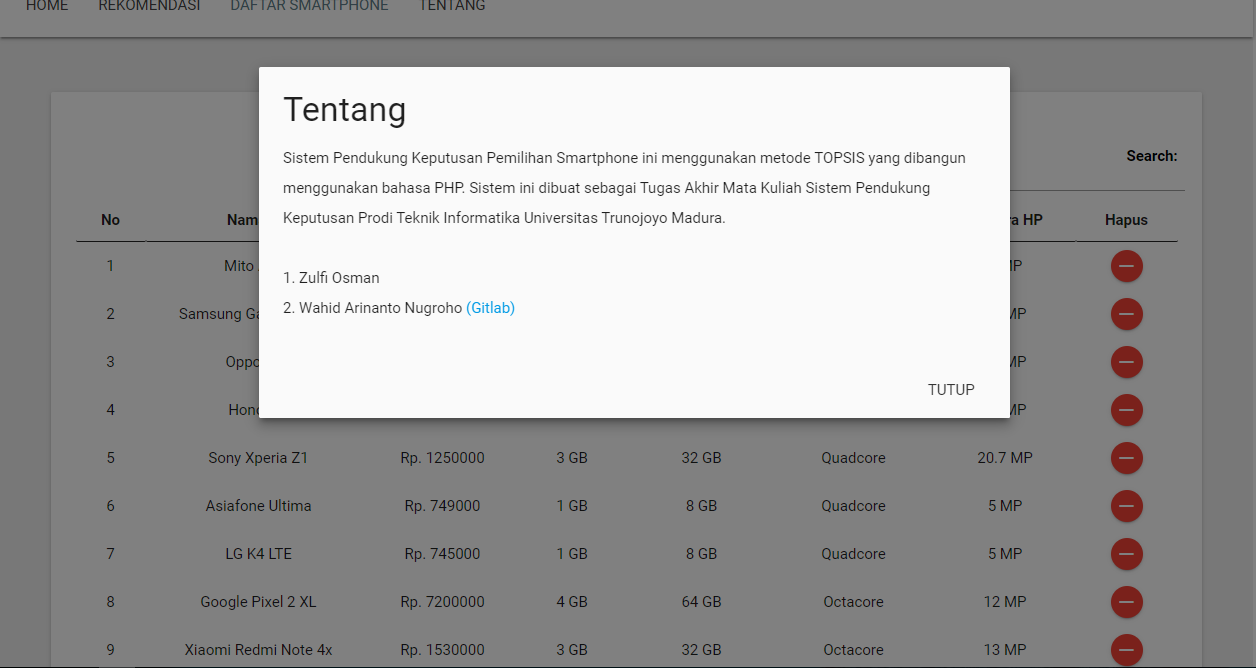 HOME REKOMENDASI DAFTAR SMARTPHONE TENTANG
Tentang
Sistem Pendukung Keputusan Pemilihan Smartphone ini menggunakan metode TOPSIS yang dibangun
menggunakan bahasa PHP. Sistem ini dibuat sebagai Tugas Akhir Mata Kuliah Sistem Pendukung
Keputusan Prodi Teknik Informatika Universitas Trunojoyo Madura.
1. Zulfi Osman
2. Wahid Arinanto Nugroho (Gitlab)
TUTUP
Search:
No Nam a HP Hapus
1 Mito MP
2 Samsung Ga MP
3 Oppo MP
4 Hono MP
5 Sony Xperia Z1 Rp. 1250000 3 GB 32 GB Quadcore 20.7 MP
6 Asiafone Ultima Rp. 749000 1 GB 8 GB Quadcore 5 MP
7 LG K4 LTE Rp. 745000 1 GB 8 GB Quadcore 5 MP
8 Google Pixel 2 XL Rp. 7200000 4 GB 64 GB Octacore 12 MP
9 Xiaomi Redmi Note 4x Rp. 1530000 3 GB 32 GB Octacore 13 MP